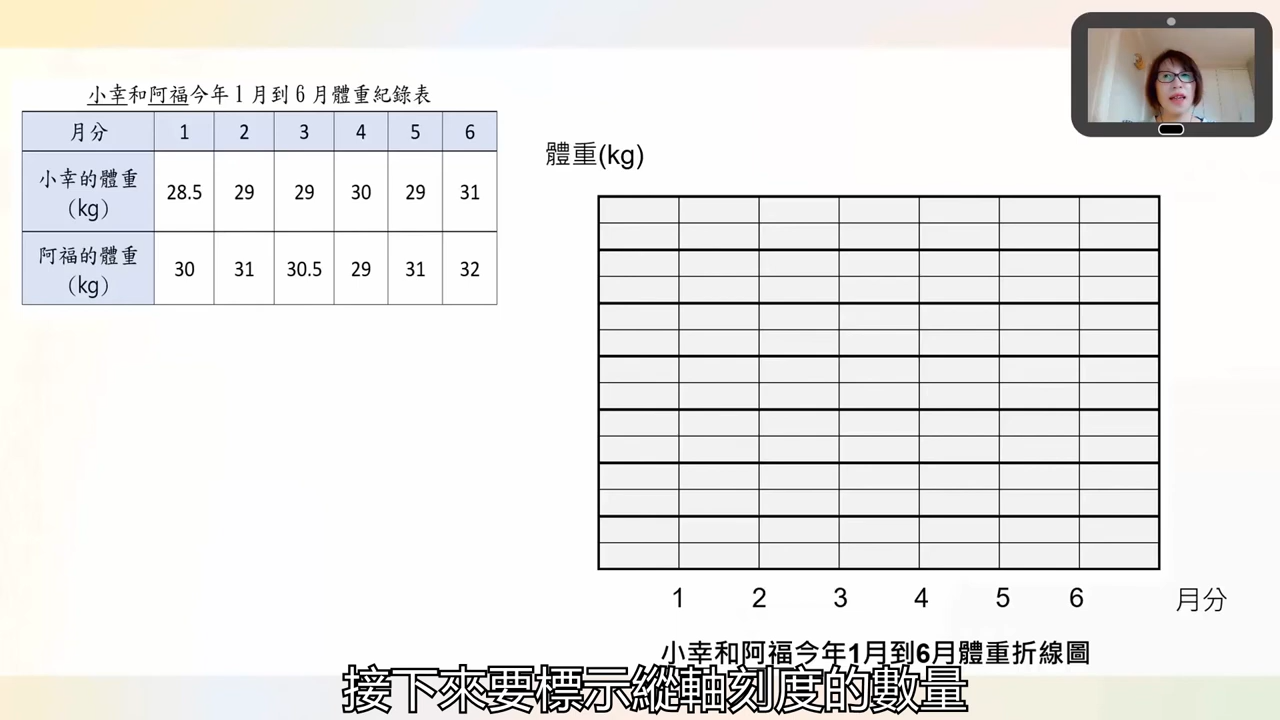 小幸和阿福今年1月到6月體重紀錄表
月分 1 2 3 4 5 6
小幸的體重(kg) 28.5 29 29 30 29 31
阿福的體重(kg) 30 31 30.5 29 31 32
體重(kg)
1 2 3 4 5 6 月分
小幸和阿福今年1月到6月體重折線圖
接下來要標示縱軸刻度的數量